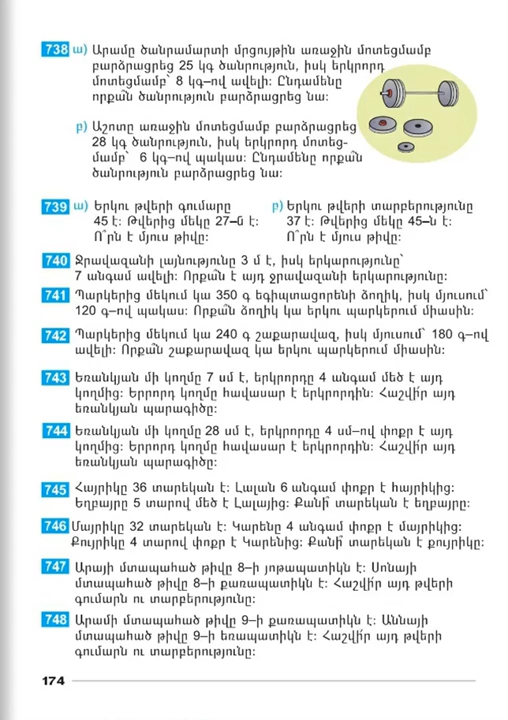 738 ա) Արամը ծանրամարտի մրցույթին առաջին մոտեցմամբ
բարձրացրեց 25 կգ ծանրություն, իսկ երկրորդ
մոտեցմամբ՝ 8 կգ–ով ավելի։ Ընդամենը
որքա՞ն ծանրություն բարձրացրեց նա։
բ) Աշոտը առաջին մոտեցմամբ բարձրացրեց
28 կգ ծանրություն, իսկ երկրորդ մոտեց-
մամբ՝ 6 կգ–ով պակաս։ Ընդամենը որքա՞ն
ծանրություն բարձրացրեց նա։
739 ա) Երկու թվերի գումարը
45 է։ Թվերից մեկը 27–ն է։
Ո՞րն է մյուս թիվը։
բ) Երկու թվերի տարբերությունը
37 է։ Թվերից մեկը 45–ն է։
Ո՞րն է մյուս թիվը։
740 Ջրավազանի լայնությունը 3 մ է, իսկ երկարությունը՝
7 անգամ ավելի։ Որքա՞ն է այդ ջրավազանի երկարությունը։
741 Պարկերից մեկում կա 350 գ եգիպտացորենի ձողիկ, իսկ մյուսում՝
120 գ–ով պակաս։ Որքա՞ն ձողիկ կա երկու պարկերում միասին։
742 Պարկերից մեկում կա 240 գ շաքարավազ, իսկ մյուսում՝ 180 գ–ով
ավելի։ Որքա՞ն շաքարավազ կա երկու պարկերում միասին։
743 Եռանկյան մի կողմը 7 սմ է, երկրորդը 4 անգամ մեծ է այդ
կողմից։ Երրորդ կողմը հավասար է երկրորդին։ Հաշվի՛ր այդ
եռանկյան պարագիծը։
744 Եռանկյան մի կողմը 28 սմ է, երկրորդը 4 սմ–ով փոքր է այդ
կողմից։ Երրորդ կողմը հավասար է երկրորդին։ Հաշվի՛ր այդ
եռանկյան պարագիծը։
745 Հայրիկը 36 տարեկան է։ Լալան 6 անգամ փոքր է հայրիկից։
Եղբայրը 5 տարով մեծ է Լալայից։ Քանի՞ տարեկան է եղբայրը։
746 Մայրիկը 32 տարեկան է։ Կարենը 4 անգամ փոքր է մայրիկից։
Քույրիկը 4 տարով փոքր է Կարենից։ Քանի՞ տարեկան է քույրիկը։
747 Արայի մտապահած թիվը 8–ի յոթապատիկն է։ Սոնայի
մտապահած թիվը 8–ի քառապատիկն է։ Հաշվի՛ր այդ թվերի
գումարն ու տարբերությունը։
748 Արամի մտապահած թիվը 9–ի քառապատիկն է։ Աննայի
մտապահած թիվը 9–ի եռապատիկն է։ Հաշվի՛ր այդ թվերի
գումարն ու տարբերությունը։
174